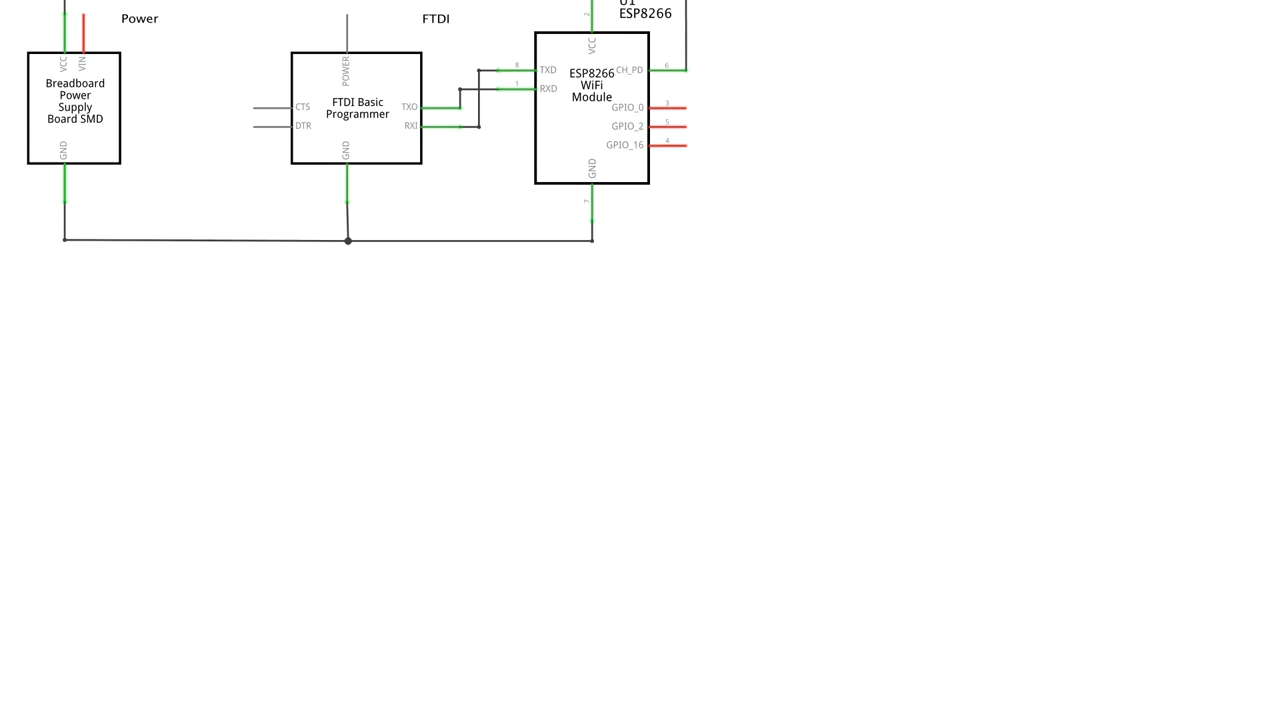 Power
FTDI
U1
ESP8266
VCC
VIN
Breadboard
Power
Supply
Board SMD
GND
POWER
CTS
DTR
FTDI Basic
Programmer
TXO
RXI
GND
2
VCC
8
TXD
1
RXD
ESP8266
WiFi
Module
CH_PD
6
GPIO_0
3
GPIO_2
5
GPIO_16
4
GND
7